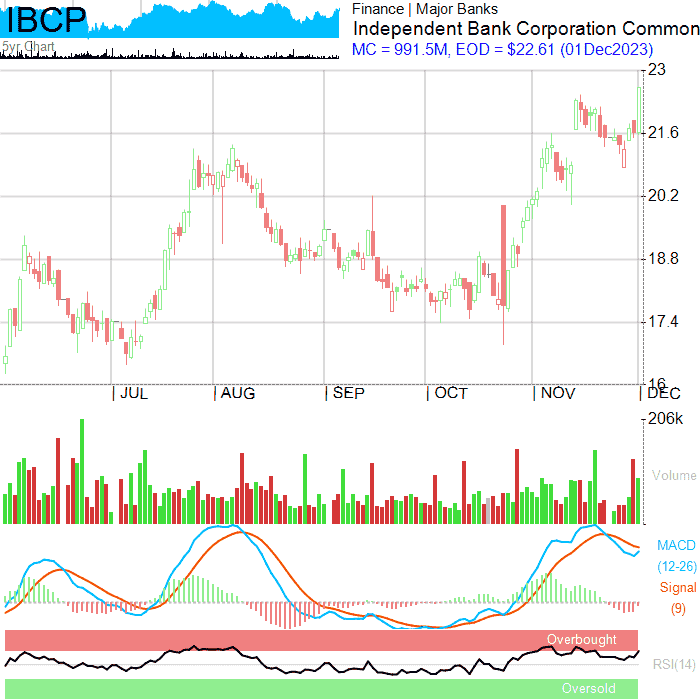 IBCP
5yr Chart
Finance | Major Banks
Independent Bank Corporation Common
MC = 991.5M, EOD = $22.61 (01Dec2023)
23
21.6
20.2
18.8
17.4
16
JUL
AUG
SEP
OCT
NOV
DEC
206k
Volume
MACD
(12-26)
Signal
(9)
Overbought
RSI(14)
Oversold